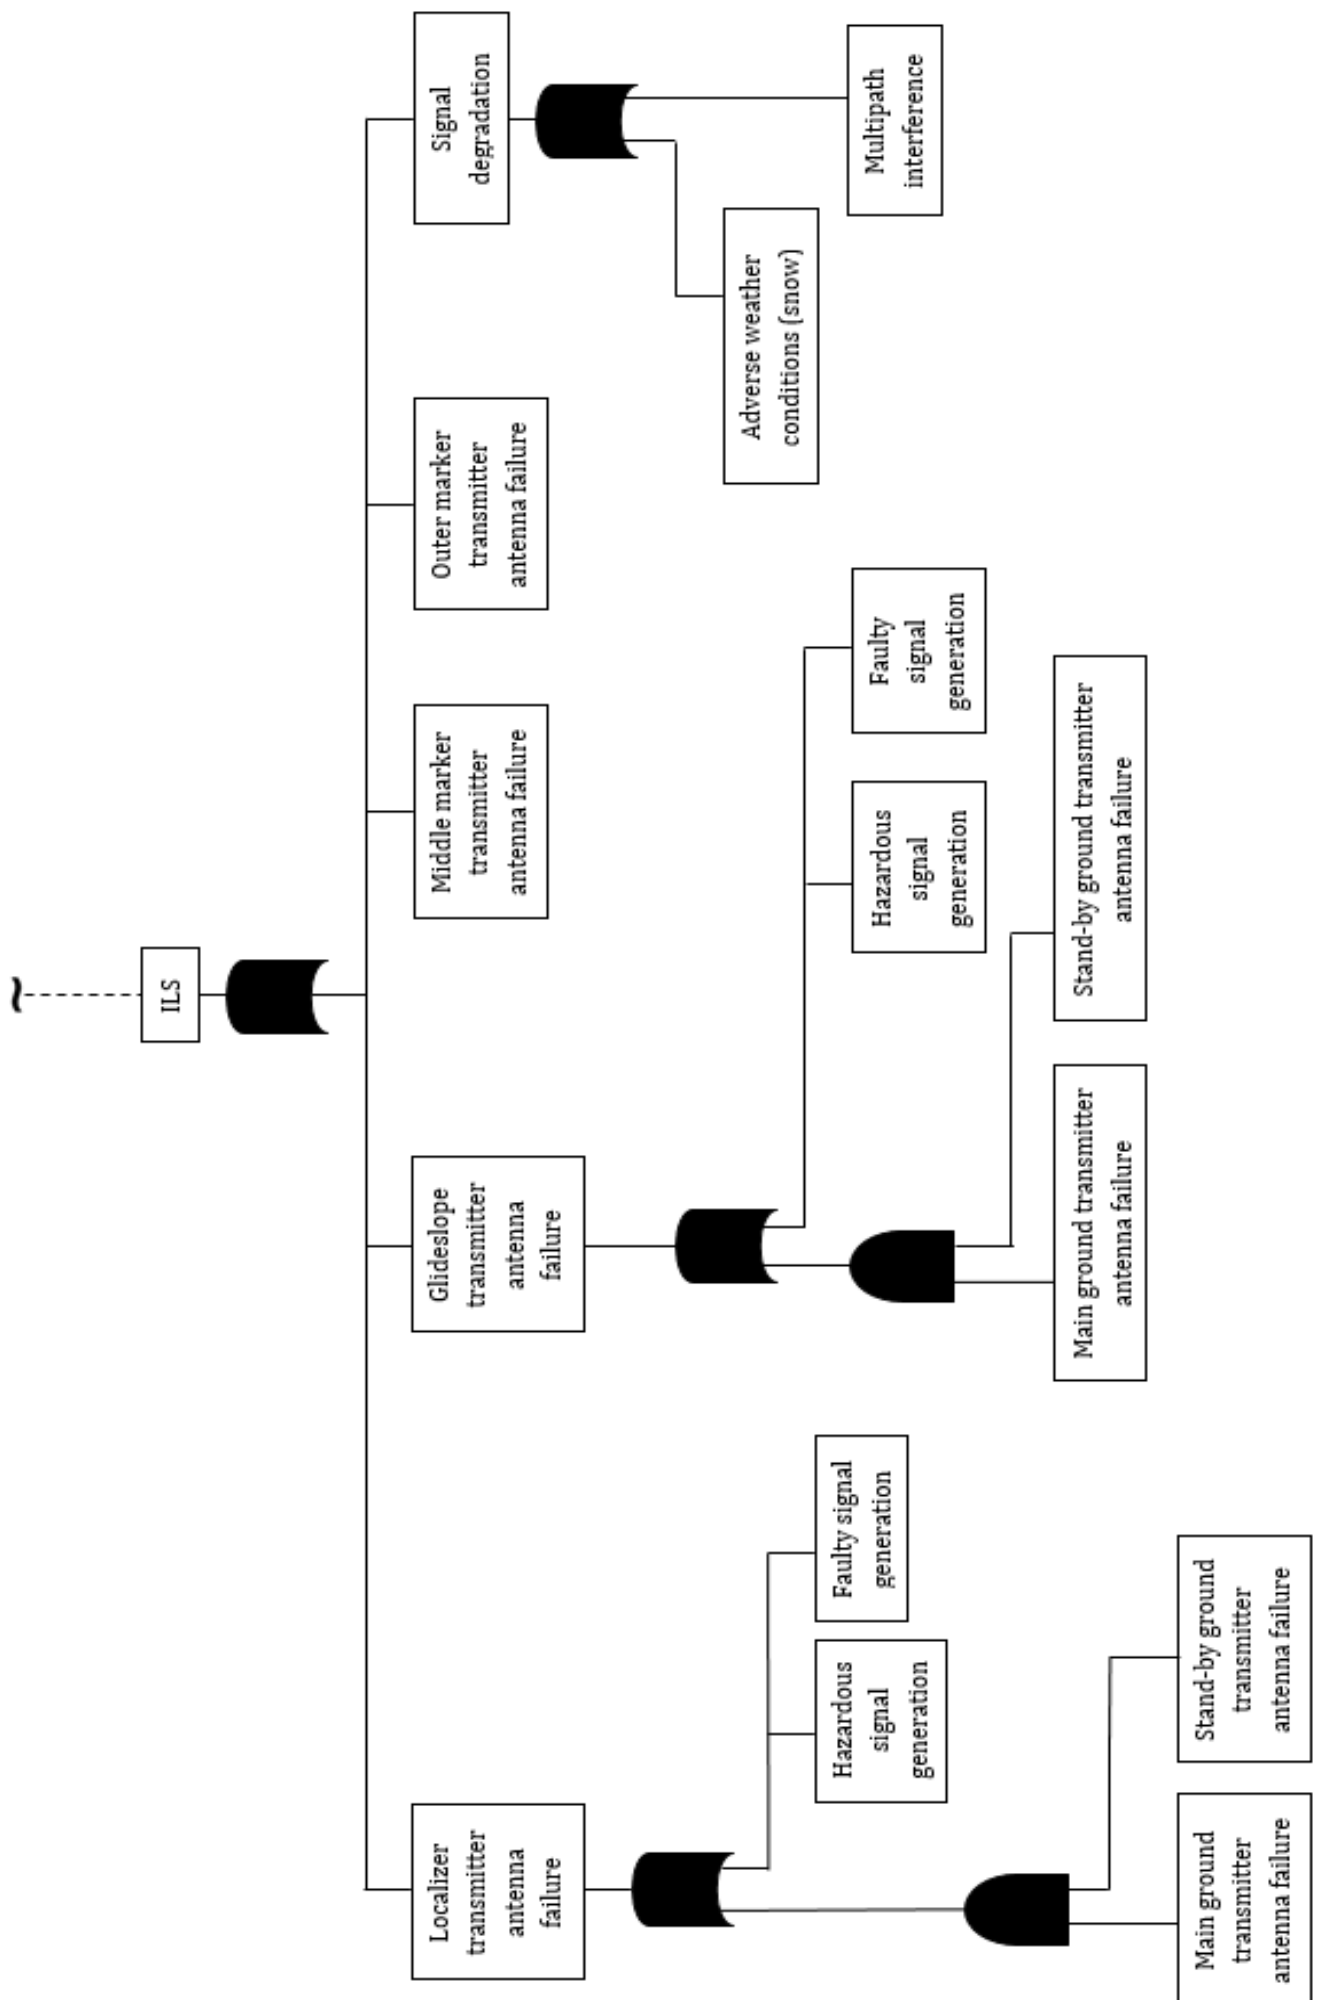 ILS
Localizer
transmitter
antenna
failure
Glideslope
transmitter
antenna
failure
Middle marker
transmitter
antenna failure
Outer marker
transmitter
antenna failure
Signal
degradation
Hazardous
signal
generation
Faulty signal
generation
Main ground
transmitter
antenna failure
Stand-by ground
transmitter
antenna failure
Hazardous
signal
generation
Faulty
signal
generation
Main ground transmitter
antenna failure
Stand-by ground transmitter
antenna failure
Adverse weather
conditions (snow)
Multipath
interference